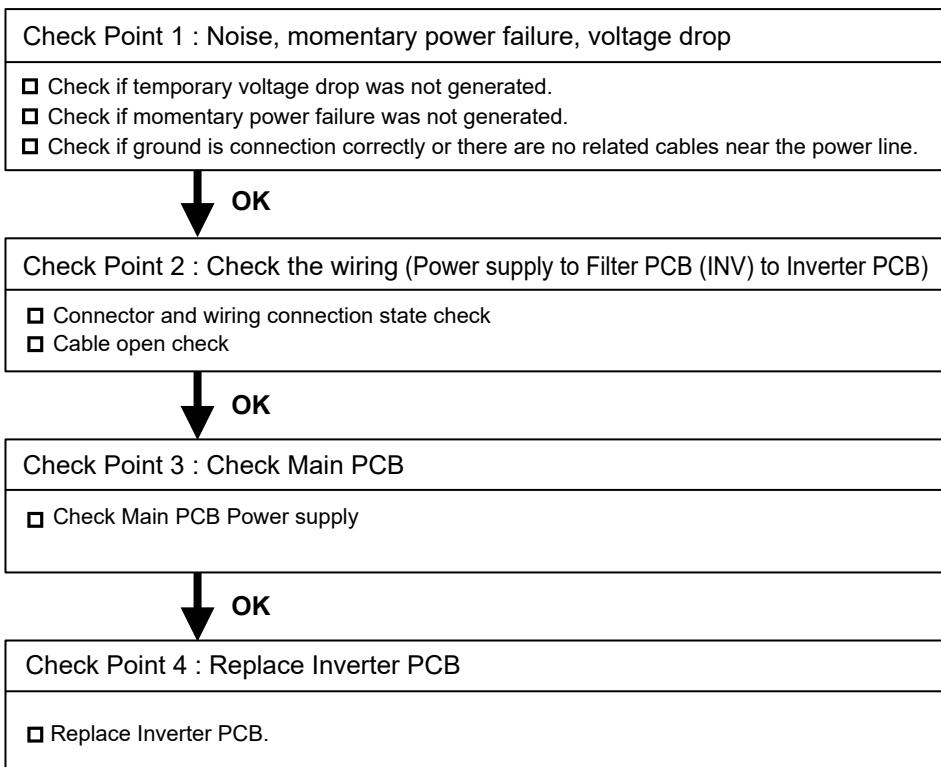 Check Point 1 : Noise, momentary power failure, voltage drop
Check if temporary voltage drop was not generated.
Check if momentary power failure was not generated.
Check if ground is connection correctly or there are no related cables near the power line.
OK
Check Point 2 : Check the wiring (Power supply to Filter PCB (INV) to Inverter PCB)
Connector and wiring connection state check
Cable open check
OK
Check Point 3 : Check Main PCB
Check Main PCB Power supply
OK
Check Point 4 : Replace Inverter PCB
Replace Inverter PCB.